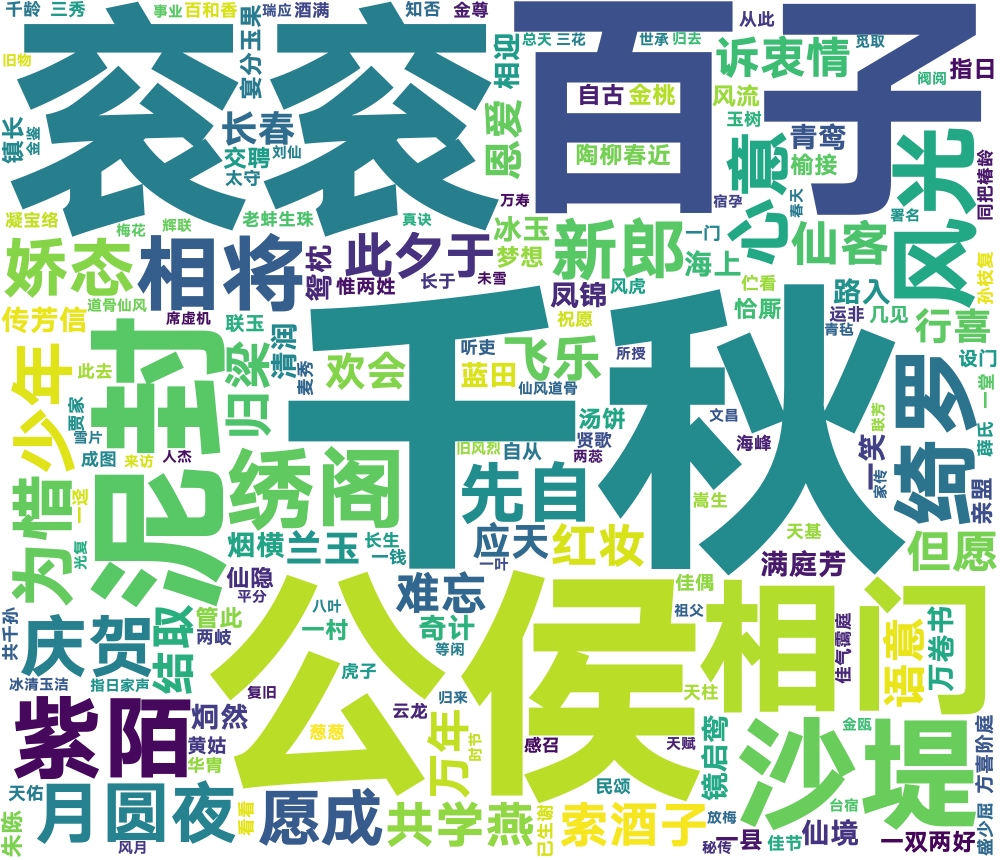 千龄
三秀
事业
百和香
瑞应
酒满
知否
金尊
从此
旧物
宴分玉果
相迎
总天
三花
世承
归去
觅取
衮衮
百子
诉衷情
指日
阀阅
镇长
金鉴
长春
交聘
刘仙
太守
恩爱
自古
金桃
风流
玉树
陶柳春近
青鸾
榆接
心意
风光
同把椿龄
凝宝络
梅花
辉联
老蚌生珠
真诀
万寿
宿孕
春天
署名
娇态
相将
此夕于
冰玉
梦想
新郎
一门
海上
仙客
鸳枕
惟两姓
长于
未雪
凤锦
风虎
伫看
恰厮
路入
孙枝复
道骨仙风
席虚机
传芳信
联玉
清润
祝愿
运非
几见
青毡
行喜
少年
此去
泥封
归梁
麦秀
欢会
听吏
飞乐
所授
千秋
设门
一堂
蓝田
仙风道骨
贾家
雪片
成图
来访
人杰
汤饼
文昌
联芳
绮罗
薛氏
旧风烈
自从
贤歌
两蕊
海峰
一笑
家传
亲盟
为惜
一迳
光复
绣阁
先自
嵩生
烟横
兰玉
长生
一钱
应天
一叶
红妆
天基
满庭芳
但愿
仙隐
平分
难忘
佳偶
共千孙
庆贺
结取
管此
两岐
八叶
一村
奇计
等闲
公侯
祖父
相门
佳气霭庭
语意
万卷书
冰清玉洁
指日家声
虎子
复旧
归来
天柱
紫陌
炯然
黄姑
华胄
云龙
葱葱
万年
时节
感召
天赋
镜启鸾
沙堤
金瓯
方喜阶庭
天佑
月圆夜
看看
愿成
民颂
朱陈
风月
共学燕
已生谢
索酒子
放梅
秘传
一县
佳节
台宿
仙境
一双两好
盛少屈